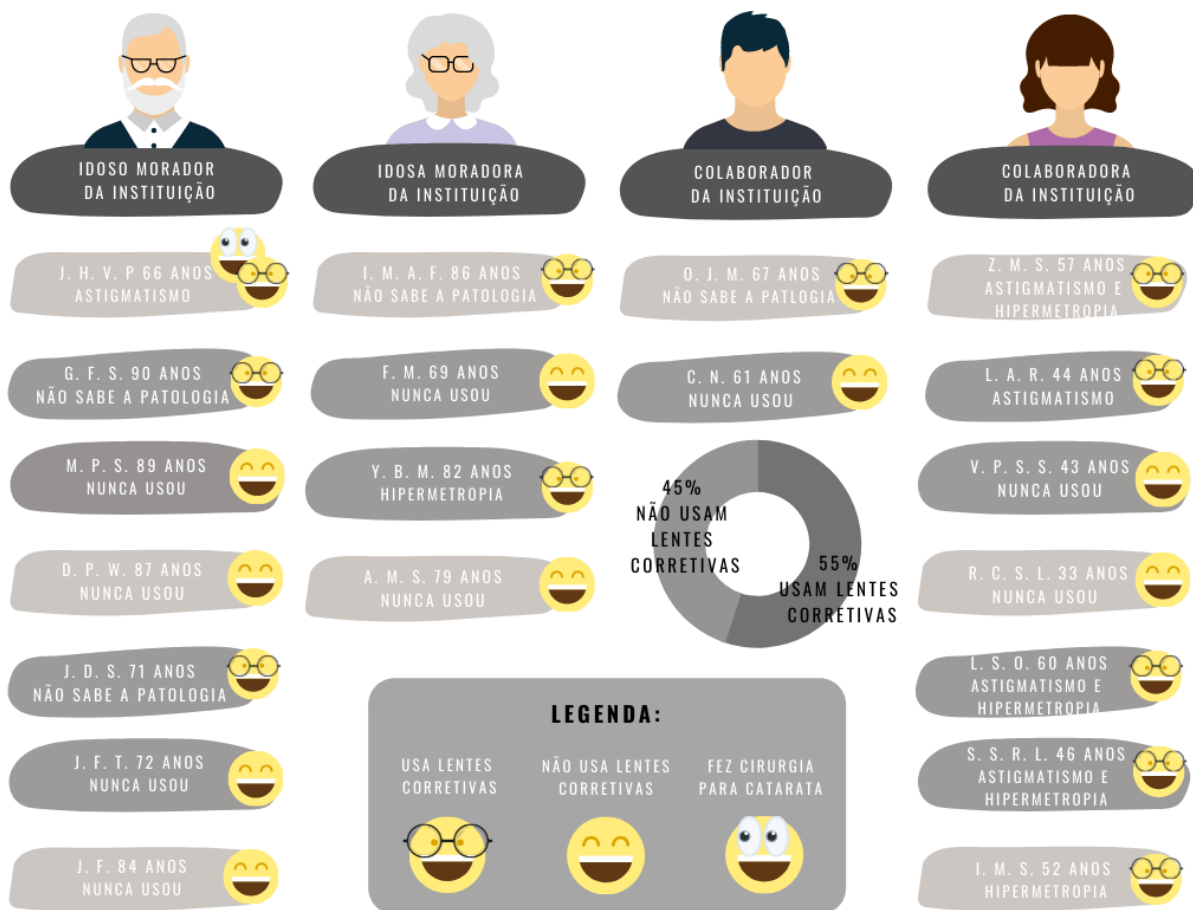 IDOSO MORADOR
DA INSTITUIÇÃO
IDOSA MORADORA
DA INSTITUIÇÃO
COLABORADOR
DA INSTITUIÇÃO
COLABORADORA
DA INSTITUIÇÃO
J. H. V. P 66 ANOS
ASTIGMATISMO
G. F. S. 90 ANOS
NÃO SABE A PATOLOGIA
M. P. S. 89 ANOS
NUNCA USOU
D. P. W. 87 ANOS
NUNCA USOU
J. D. S. 71 ANOS
NÃO SABE A PATOLOGIA
J. F. T. 72 ANOS
NUNCA USOU
J. F. 84 ANOS
NUNCA USOU
I. M. A. F. 86 ANOS
NÃO SABE A PATOLOGIA
F. M. 69 ANOS
NUNCA USOU
Y. B. M. 82 ANOS
HIPERMETROPIA
A. M. S. 79 ANOS
NUNCA USOU
O. J. M. 67 ANOS
NÃO SABE A PATLOGIA
C. N. 61 ANOS
NUNCA USOU
45%
NÃO USAM
LENTES
CORRETIVAS
55%
USAM LENTES
CORRETIVAS
Z. M. S. 57 ANOS
ASTIGMATISMO E
HIPERMETROPIA
L. A. R. 44 ANOS
ASTIGMATISMO
V. P. S. S. 43 ANOS
NUNCA USOU
R. C. S. L. 33 ANOS
NUNCA USOU
L. S. O. 60 ANOS
ASTIGMATISMO E
HIPERMETROPIA
S. S. R. L. 46 ANOS
ASTIGMATISMO E
HIPERMETROPIA
I. M. S. 52 ANOS
HIPERMETROPIA
LEGENDA:
USA LENTES
CORRETIVAS
NÃO USA LENTES
CORRETIVAS
FEZ CIRURGIA
PARA CATARATA